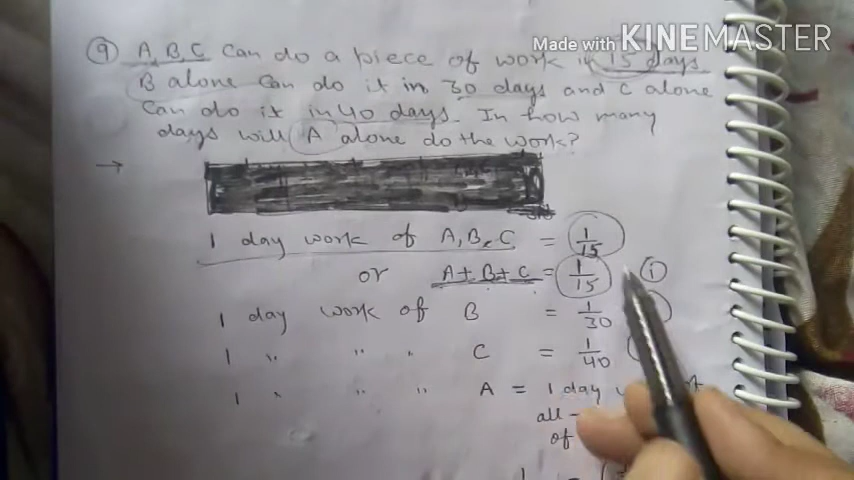 Made with KINEMASTER
⑨ A, B, C can do a piece of work in 15 days
B alone can do it in 30 days and C alone
can do it in 40 days. In how many
days will A alone do the work?
→
1 day work of A, B, C = 1/15
or A + B + C = 1/15 ①
1 day work of B = 1/30
1 " " " C = 1/40
1 " " " A = 1 day
all -
of
1